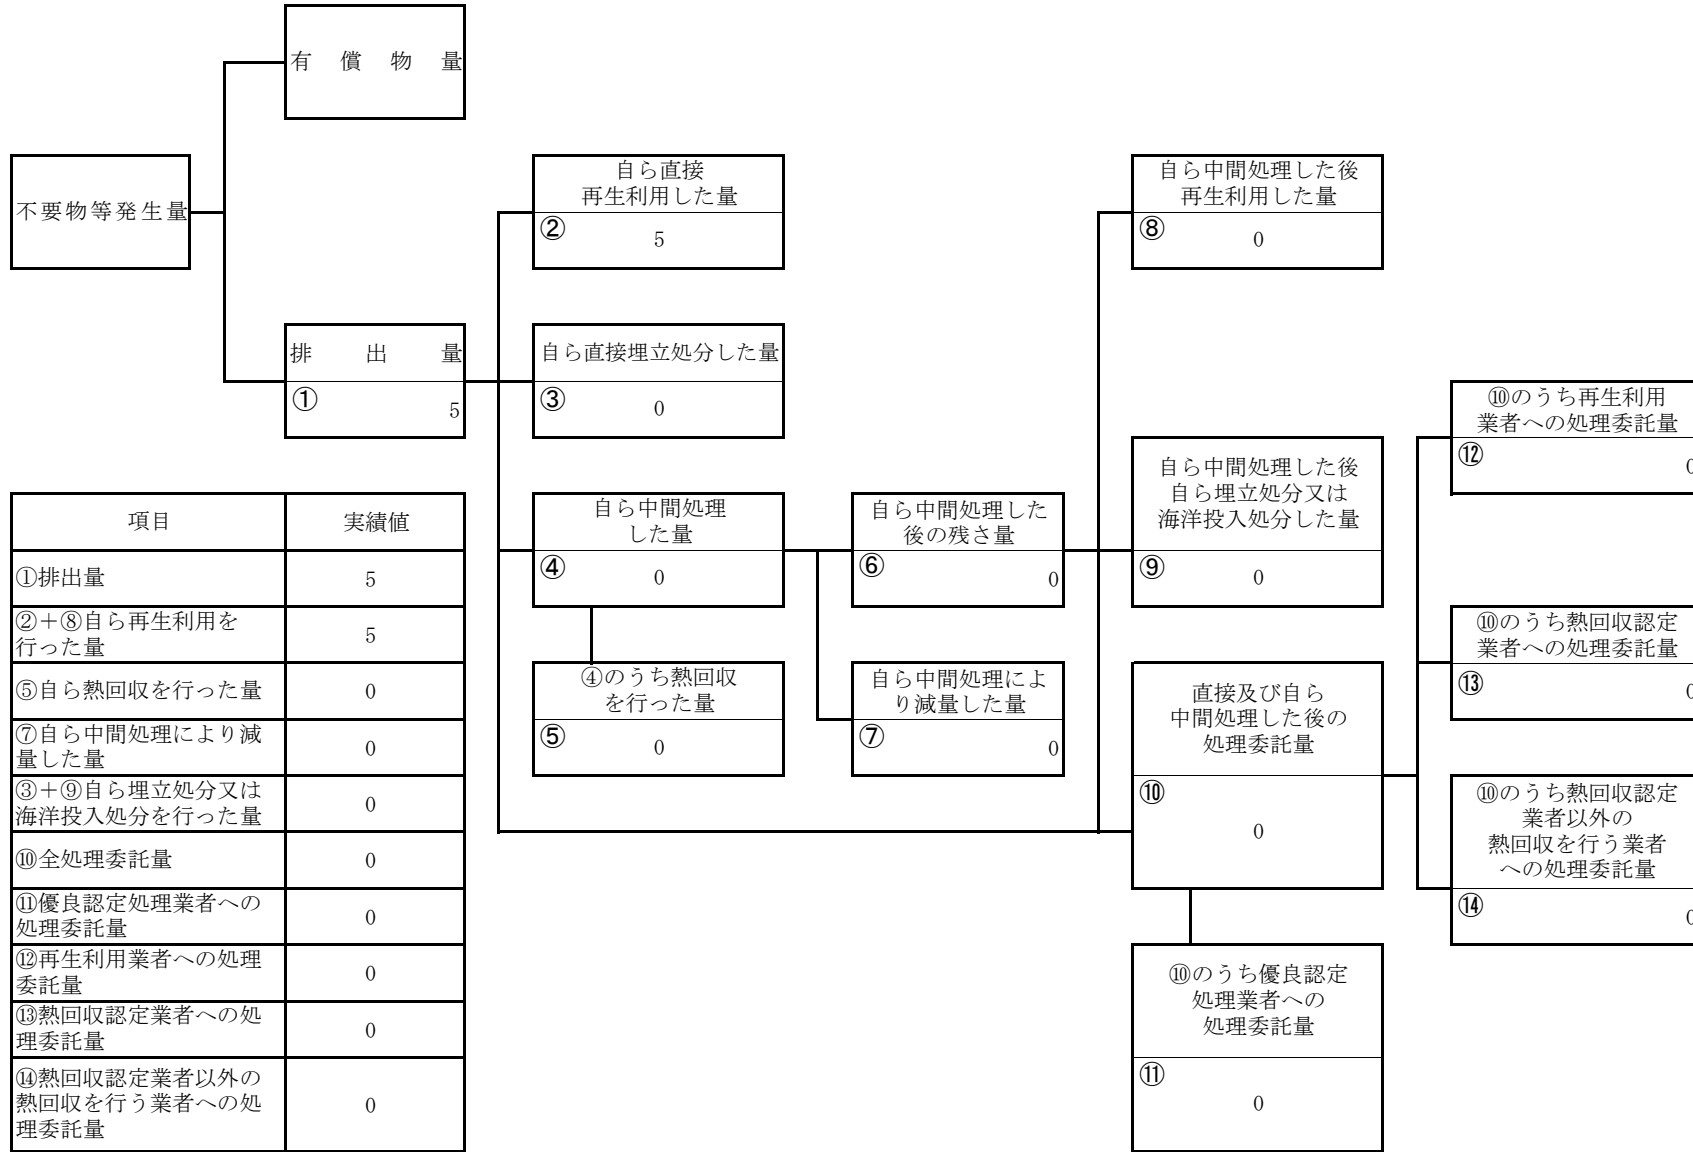 有償物量
不要物等発生量
自ら直接
再生利用した量
②
5
自ら中間処理した後
再生利用した量
⑧
0
排出量
①
5
自ら直接埋立処分した量
③
0
⑩のうち再生利用
業者への処理委託量
⑫
0
自ら中間処理
した量
④
0
自ら中間処理した
後の残さ量
⑥
0
自ら中間処理した後
自ら埋立処分又は
海洋投入処分した量
⑨
0
④のうち熱回収
を行った量
⑤
0
自ら中間処理によ
り減量した量
⑦
0
直接及び自ら
中間処理した後の
処理委託量
⑩
0
⑩のうち熱回収認定
業者への処理委託量
⑬
0
⑩のうち熱回収認定
業者以外の
熱回収を行う業者
への処理委託量
⑭
0
⑩のうち優良認定
処理業者への
処理委託量
⑪
0
項目 実績値
①排出量 5
②+⑧自ら再生利用を
行った量 5
⑤自ら熱回収を行った量 0
⑦自ら中間処理により減
量した量 0
③+⑨自ら埋立処分又は
海洋投入処分を行った量 0
⑩全処理委託量 0
⑪優良認定処理業者への
処理委託量 0
⑫再生利用業者への処理
委託量 0
⑬熱回収認定業者への処
理委託量 0
⑭熱回収認定業者以外の
熱回収を行う業者への処
理委託量 0